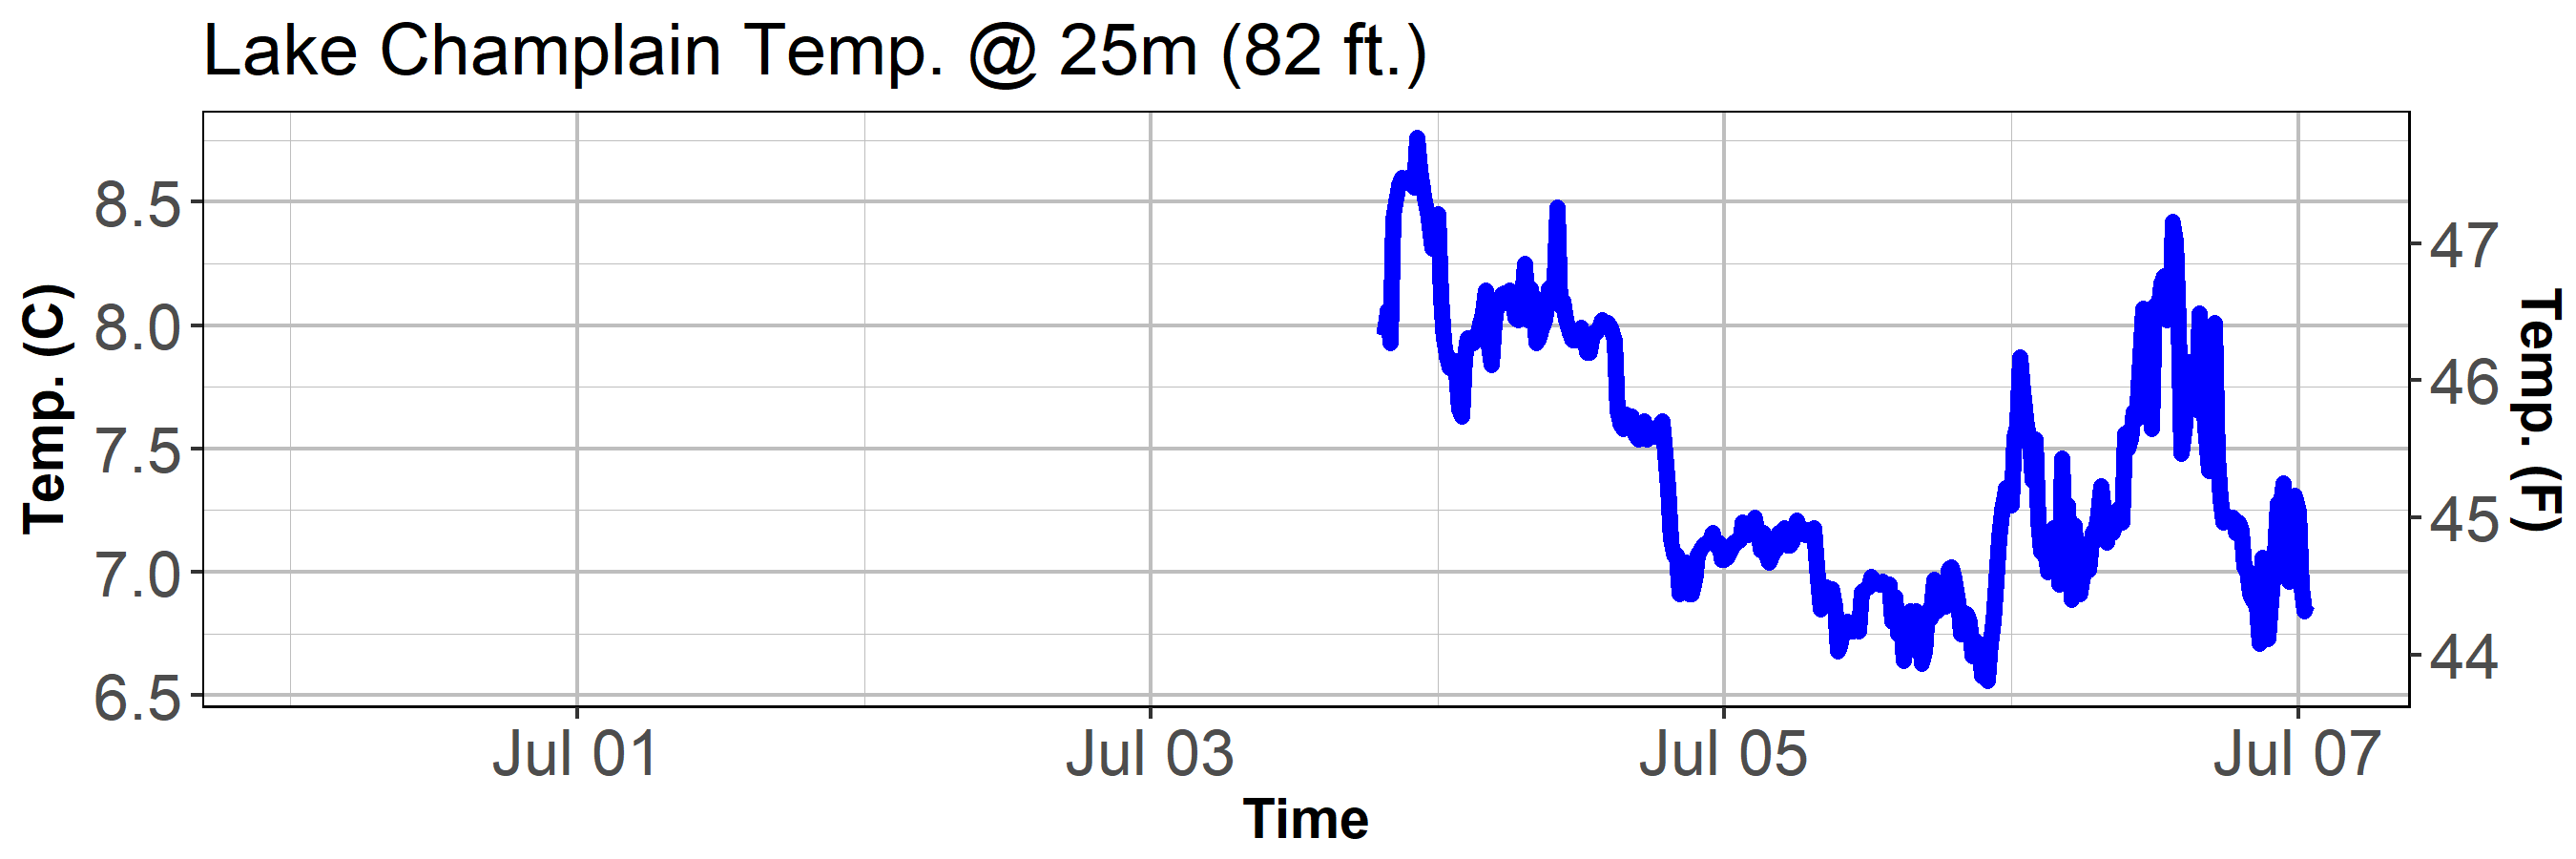 Lake Champlain Temp. @ 25m (82 ft.)
Temp. (C)
8.5
8.0
7.5
7.0
6.5
47
46
45
44
Temp. (F)
Jul 01
Jul 03
Jul 05
Jul 07
Time